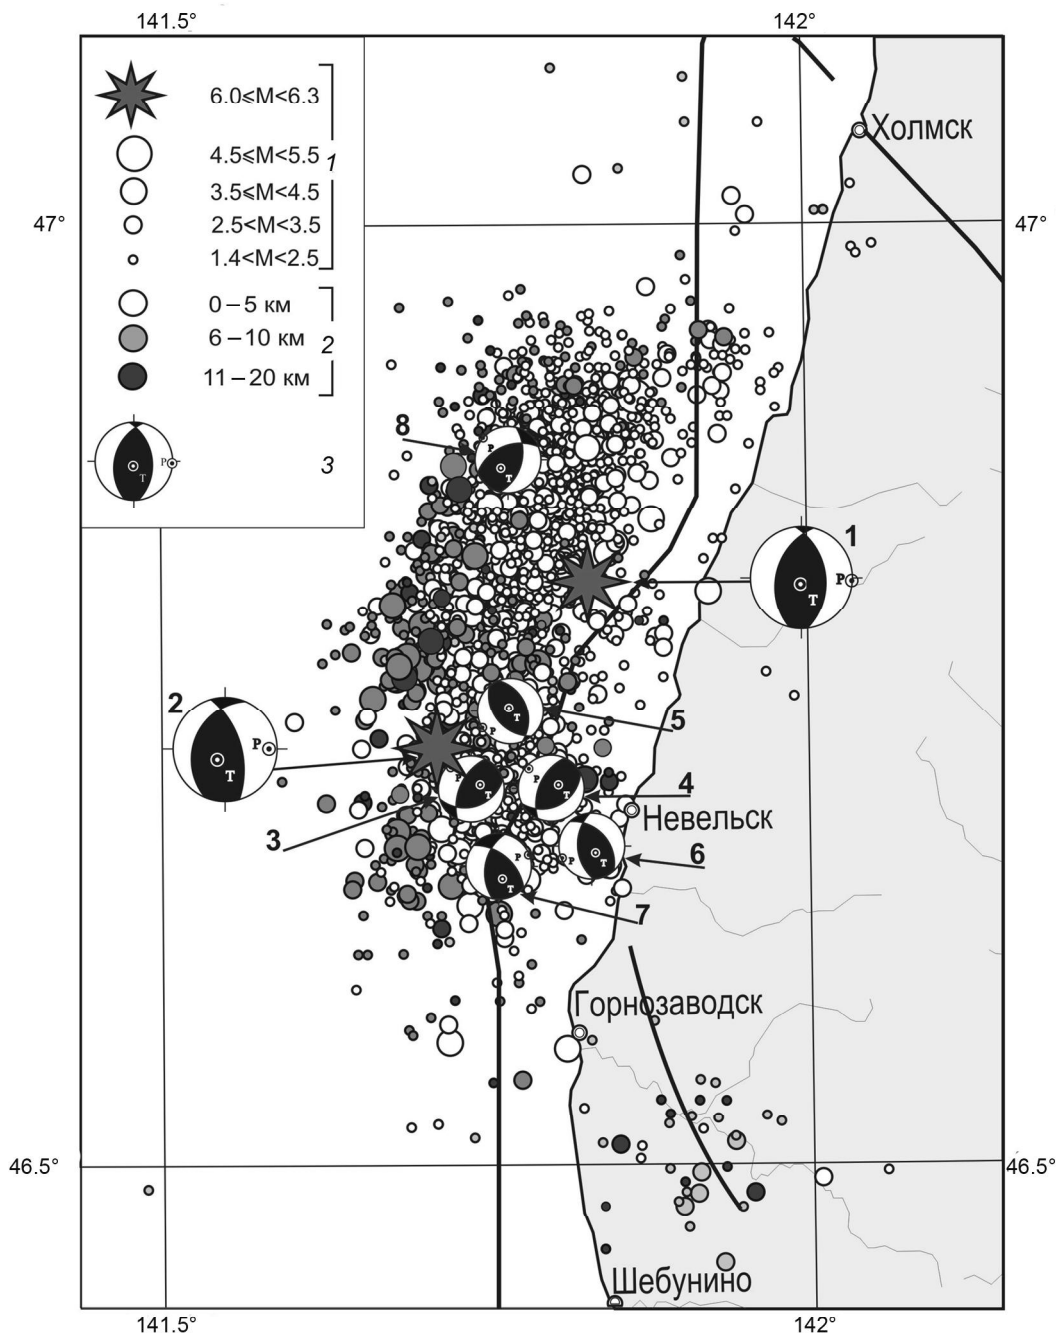 141.5° 142°
6.0⩽M<6.3
4.5⩽M<5.5 1
3.5⩽M<4.5
2.5<M<3.5
1.4<M<2.5
0–5 км
6–10 км 2
11–20 км
P T 3
Холмск
47° 47°
8
P T
1
P T
2
P T
5
P T
3
P T
4
P T
Невельск
6
P T
7
P T
Горнозаводск
46.5° 46.5°
Шебунино
141.5° 142°